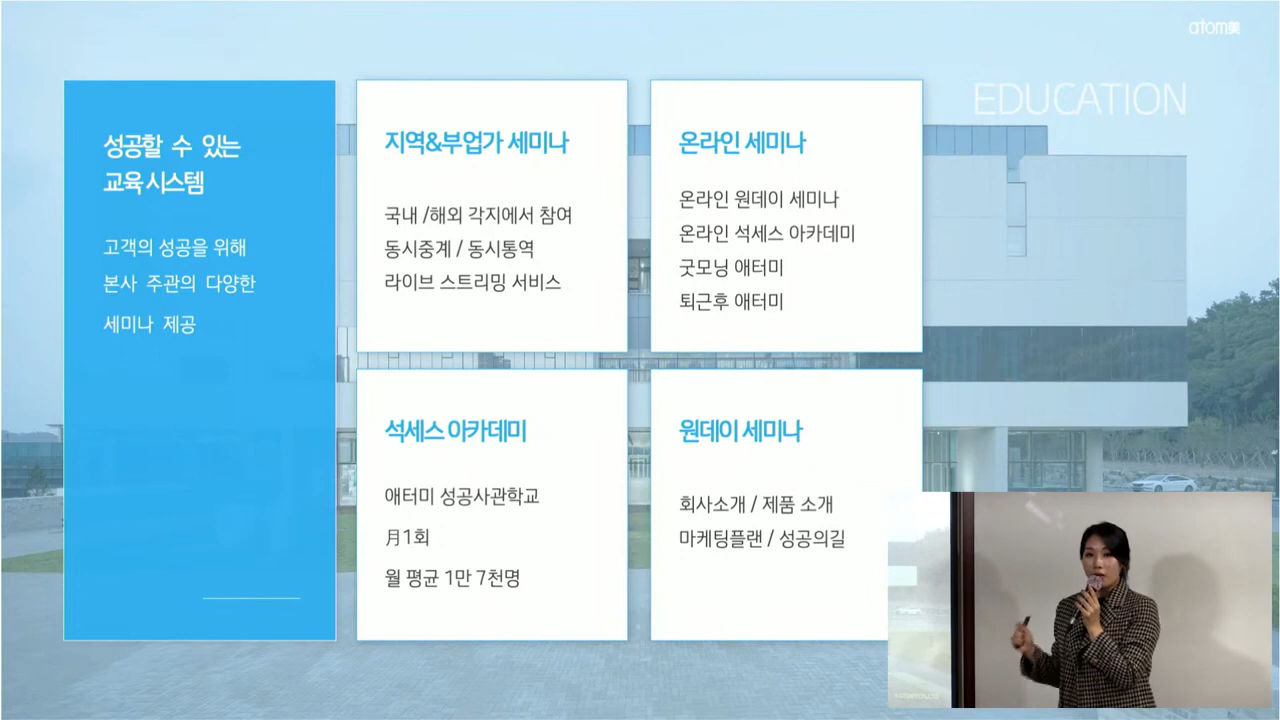 atom美
EDUCATION
성공할 수 있는
교육 시스템
고객의 성공을 위해
본사 주관의 다양한
세미나 제공
지역&부업가 세미나
국내 /해외 각지에서 참여
동시중계 / 동시통역
라이브 스트리밍 서비스
온라인 세미나
온라인 원데이 세미나
온라인 석세스 아카데미
굿모닝 애터미
퇴근후 애터미
석세스 아카데미
애터미 성공사관학교
月1회
월 평균 1만 7천명
원데이 세미나
회사소개 / 제품 소개
마케팅플랜 / 성공의길